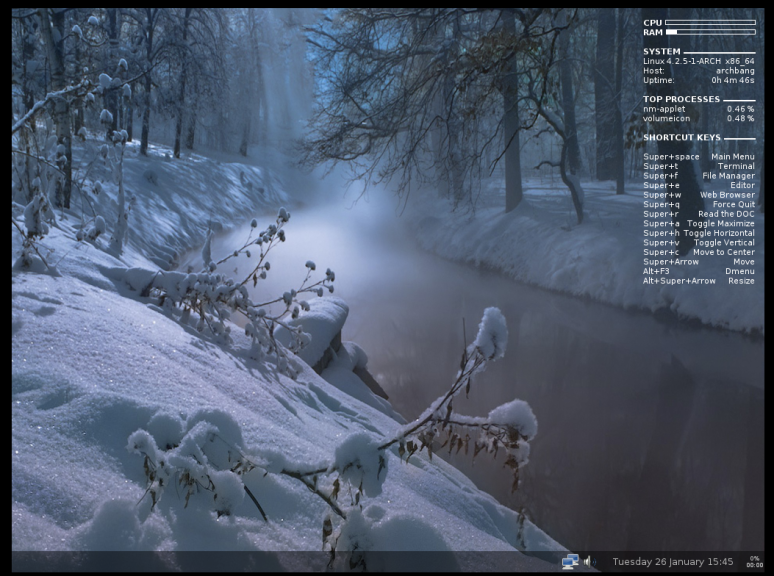 CPU
RAM
SYSTEM
Linux 4.2.5-1-ARCH x86_64
Host: archbang
Uptime: 0h 4m 46s
TOP PROCESSES
nm-applet 0.46 %
volumeicon 0.48 %
SHORTCUT KEYS
Super+space Main Menu
Super+t Terminal
Super+f File Manager
Super+e Editor
Super+w Web Browser
Super+q Force Quit
Super+r Read the DOC
Super+a Toggle Maximize
Super+h Toggle Horizontal
Super+v Toggle Vertical
Super+c Move to Center
Super+Arrow Move
Alt+F3 Dmenu
Alt+Super+Arrow Resize
Tuesday 26 January 15:45
0%
00:00